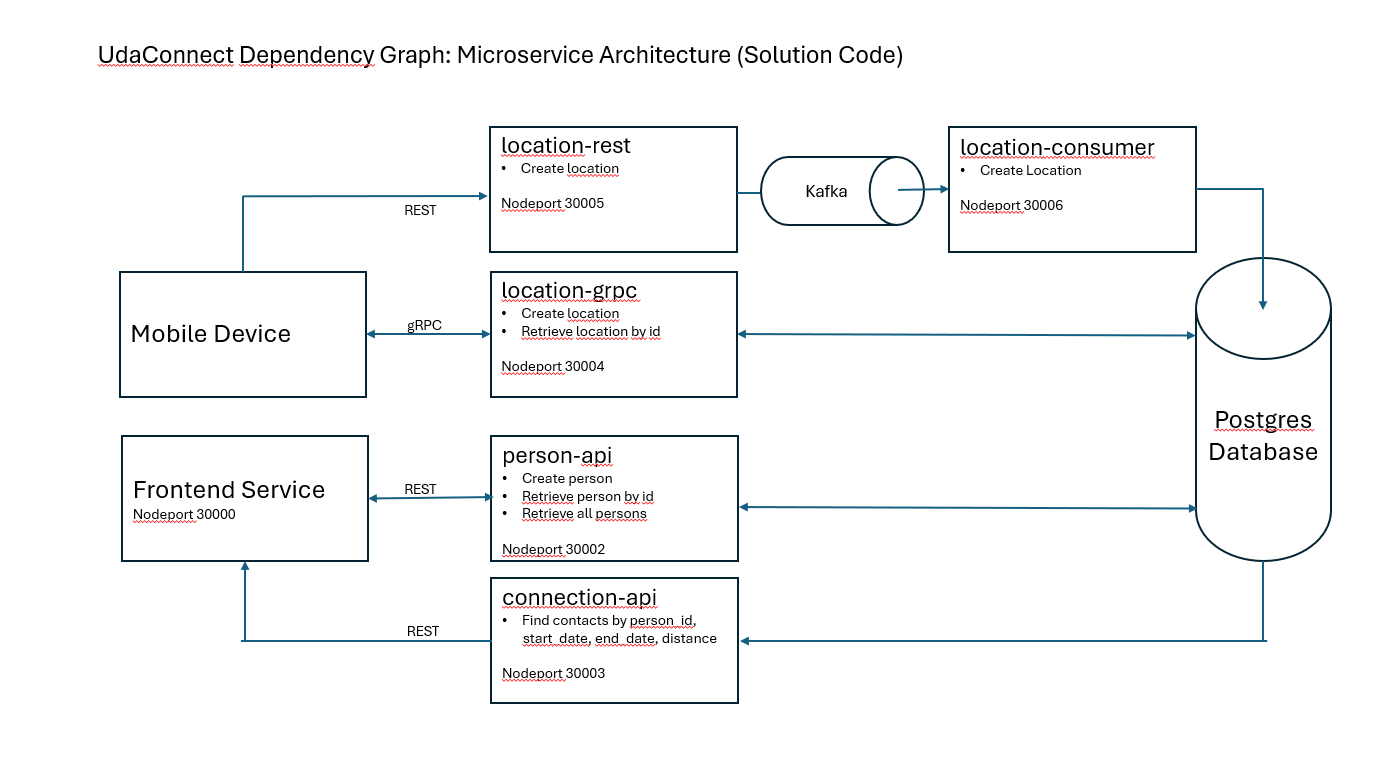 UdaConnect Dependency Graph: Microservice Architecture (Solution Code)
location-rest
• Create location
Nodeport 30005
Kafka
location-consumer
• Create Location
Nodeport 30006
REST
Mobile Device
gRPC
location-grpc
• Create location
• Retrieve location by id
Nodeport 30004
Postgres
Database
Frontend Service
Nodeport 30000
REST
person-api
• Create person
• Retrieve person by id
• Retrieve all persons
Nodeport 30002
REST
connection-api
• Find contacts by person_id,
start_date, end_date, distance
Nodeport 30003